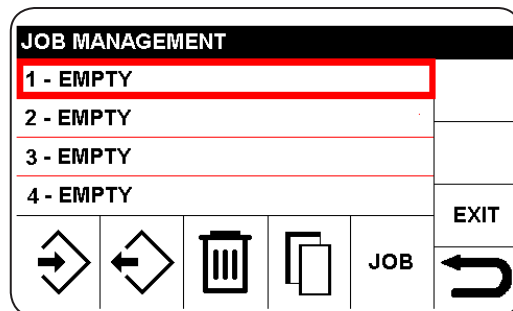 JOB MANAGEMENT
1 - EMPTY
2 - EMPTY
3 - EMPTY
4 - EMPTY
EXIT
JOB